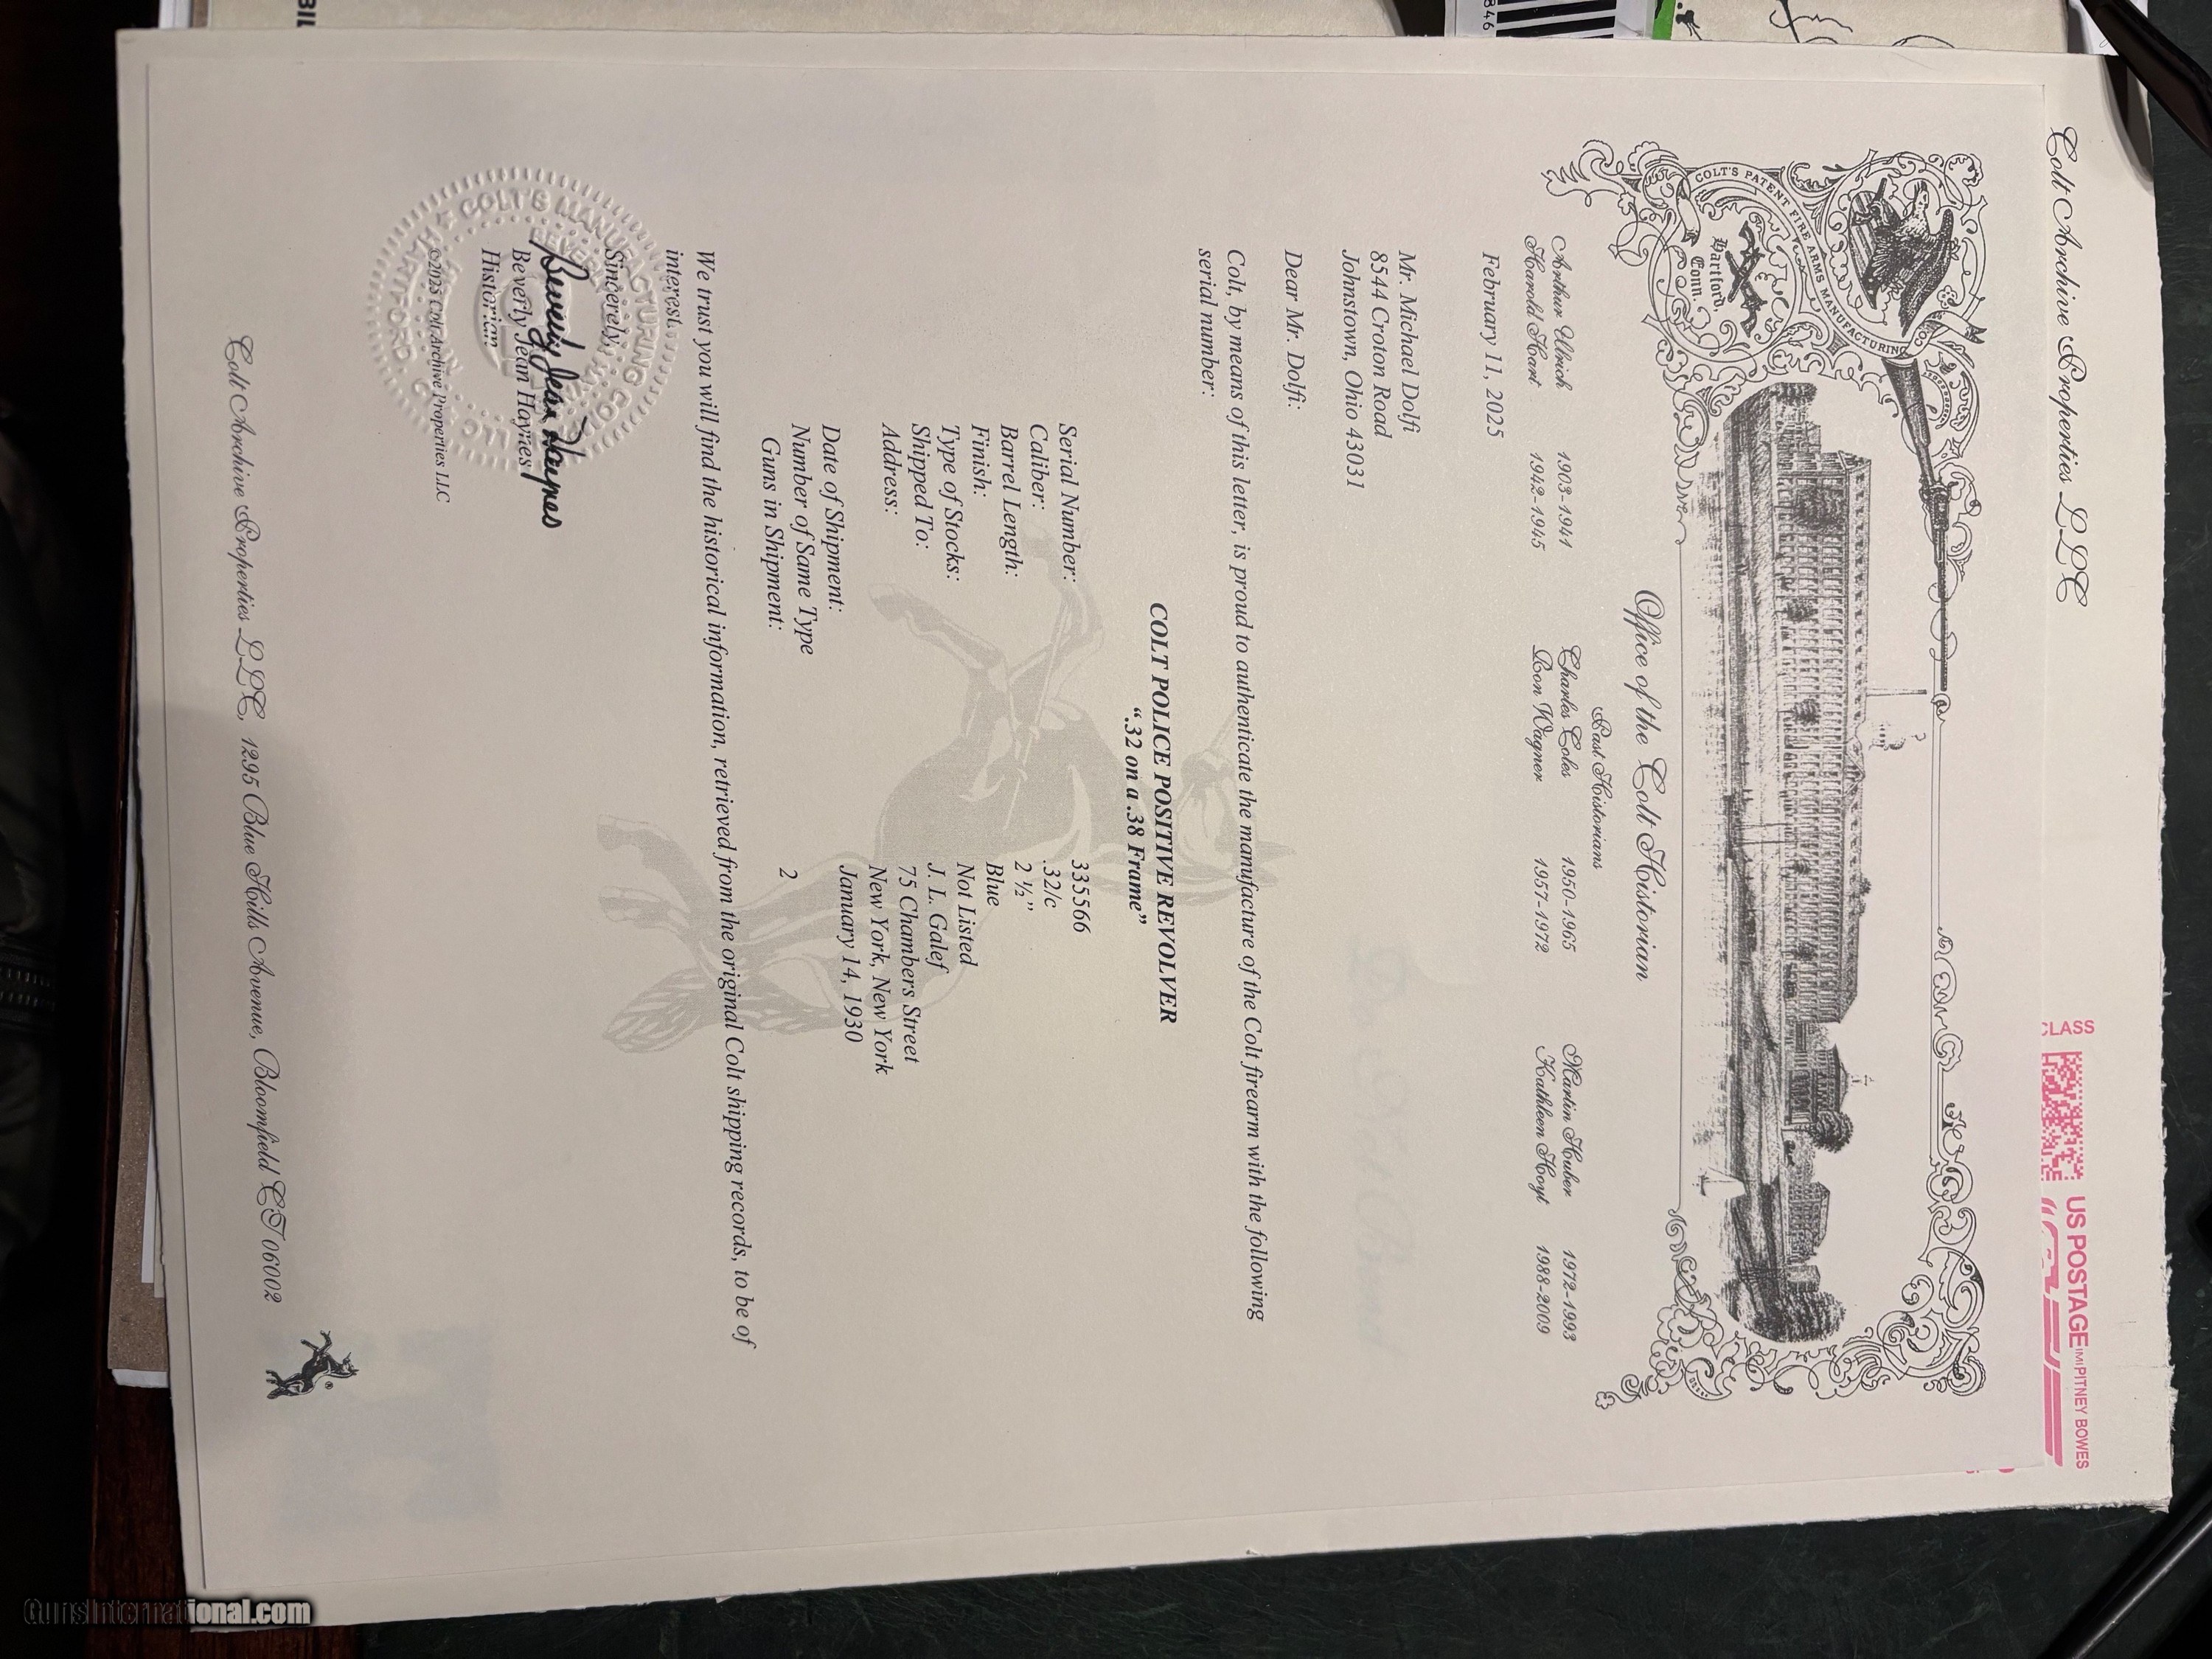 Colt Archive Properties LLC
CLASS
US POSTAGE IMI PITNEY BOWES
846
COLT'S PATENT FIRE ARMS MANUFACTURING CO.
Hartford,
Conn.
Office of the Colt Historian
Past Historians
Arthur Ulrich 1903-1941 Charles Coles 1950-1965 Martin Huber 1972-1993
Harold Hart 1942-1945 Ron Wagner 1957-1972 Kathleen Hoyt 1988-2009
February 11, 2025
Mr. Michael Dolfi
8544 Croton Road
Johnstown, Ohio 43031
Dear Mr. Dolfi:
Colt, by means of this letter, is proud to authenticate the manufacture of the Colt firearm with the following
serial number:
COLT POLICE POSITIVE REVOLVER
“.32 on a .38 Frame”
Serial Number: 335566
Caliber: .32/c
Barrel Length: 2 ½”
Finish: Blue
Type of Stocks: Not Listed
Shipped To: J. L. Galef
Address: 75 Chambers Street
New York, New York
Date of Shipment: January 14, 1930
Number of Same Type
Guns in Shipment: 2
We trust you will find the historical information, retrieved from the original Colt shipping records, to be of
interest.
Sincerely,
Beverly Jean Haynes
Beverly Jean Haynes
Historian
©2025 Colt Archive Properties LLC
COLT'S MANUFACTURING CO
LLC
HARTFORD, CT
Colt Archive Properties LLC, 1295 Blue Hills Avenue, Bloomfield CT 06002
®
GunsInternational.com